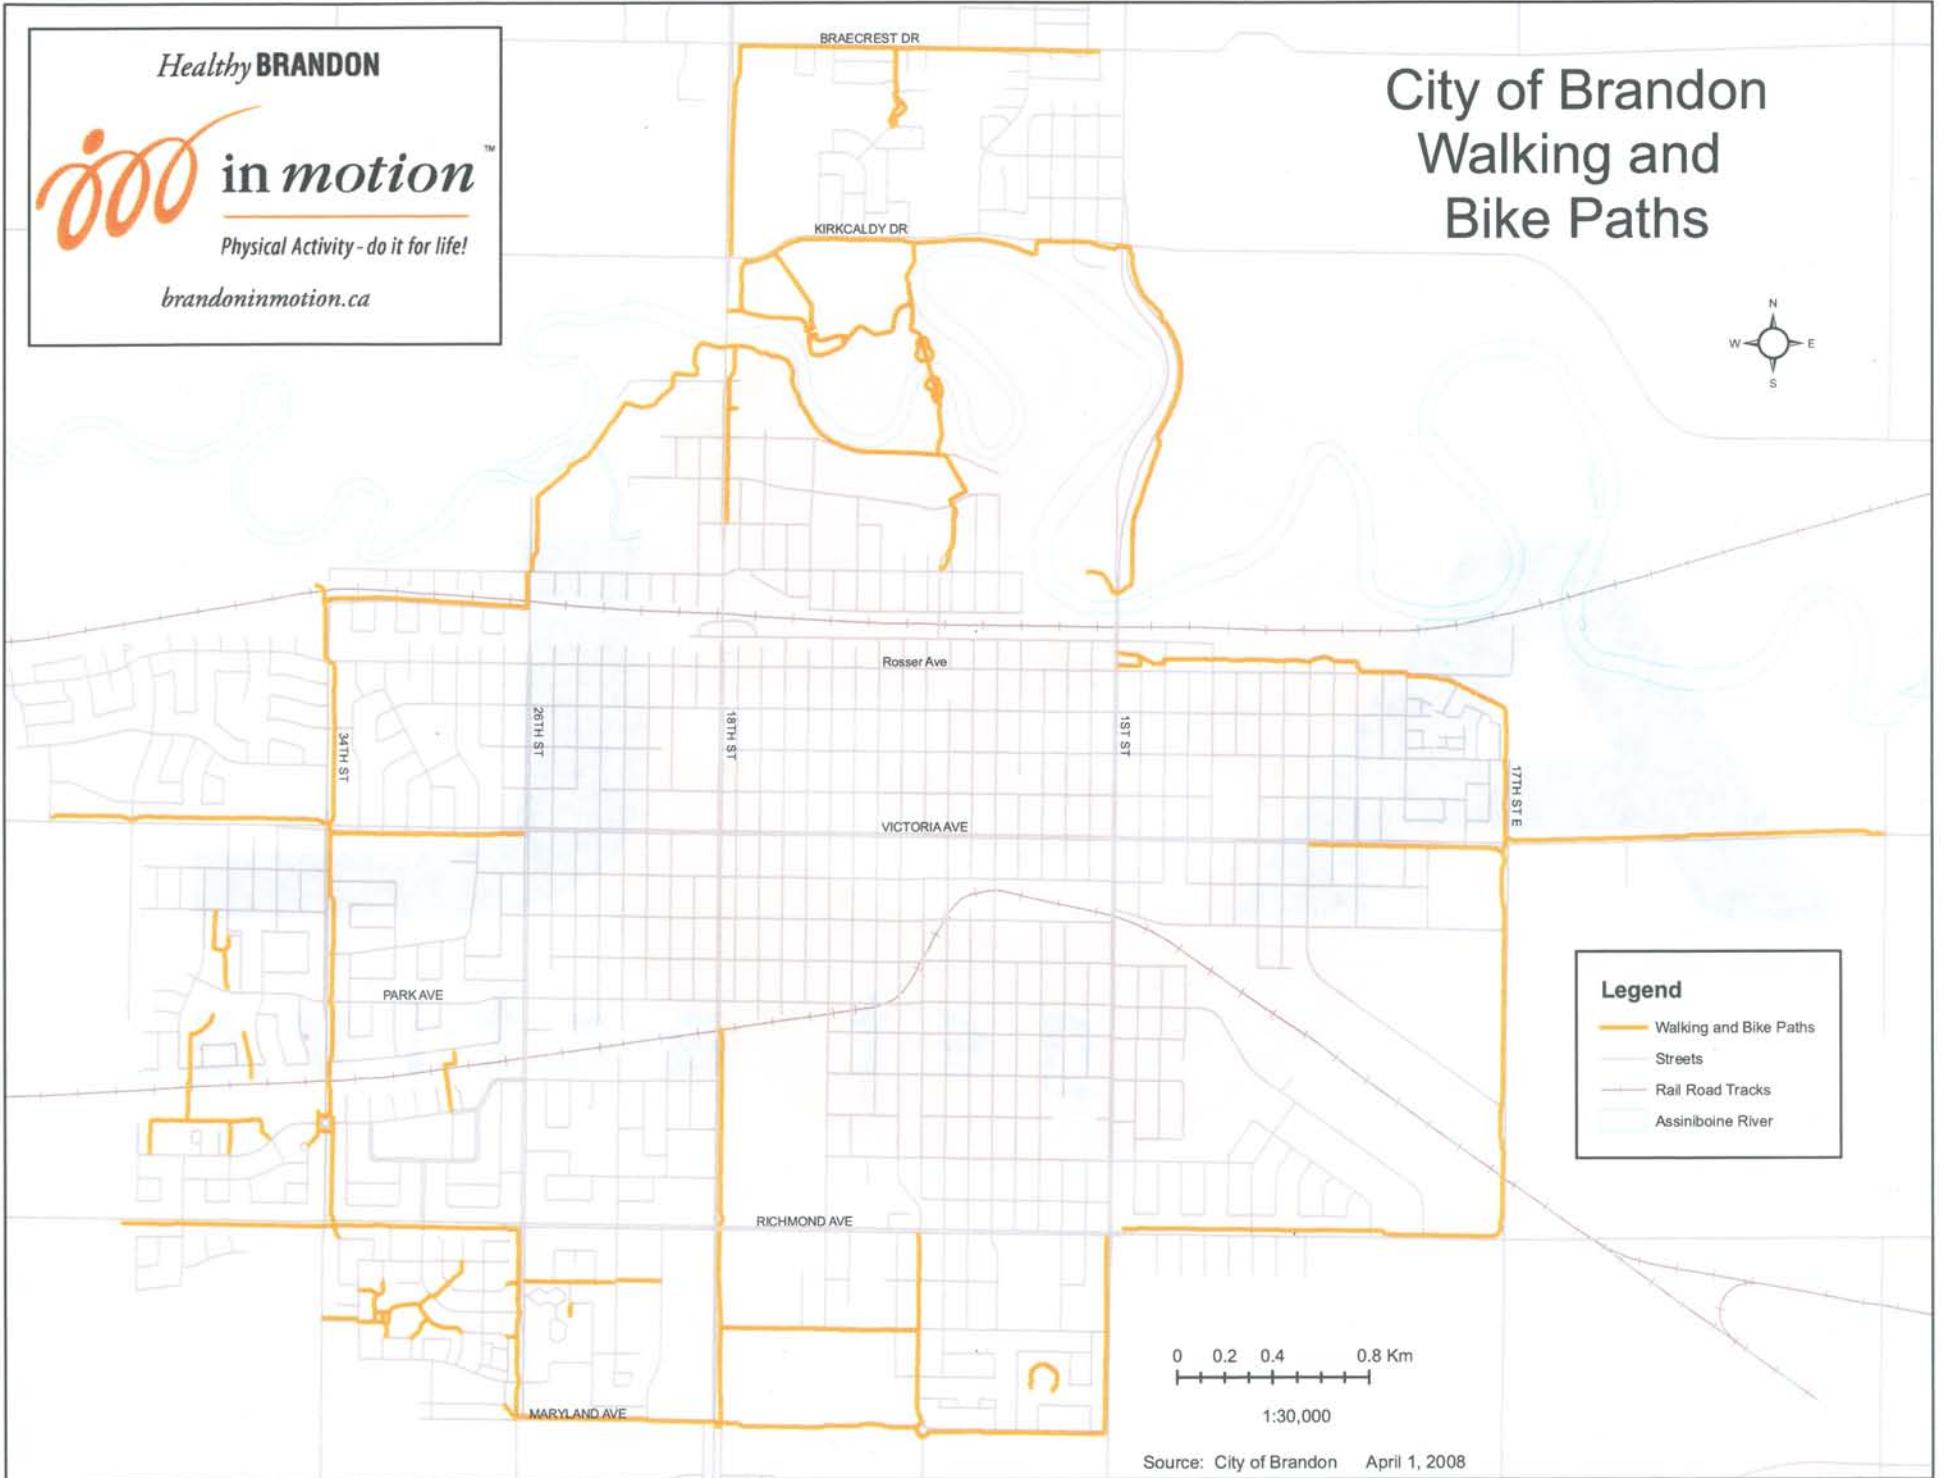 Healthy BRANDON
in motion™
Physical Activity - do it for life!
brandoninmotion.ca
City of Brandon
Walking and
Bike Paths
BRAECREST DR
KIRKCALDY DR
N
W
E
S
Rosser Ave
34TH ST
26TH ST
18TH ST
1ST ST
17TH ST E
VICTORIA AVE
PARK AVE
RICHMOND AVE
MARYLAND AVE
Legend
Walking and Bike Paths
Streets
Rail Road Tracks
Assiniboine River
0 0.2 0.4 0.8 Km
1:30,000
Source: City of Brandon April 1, 2008